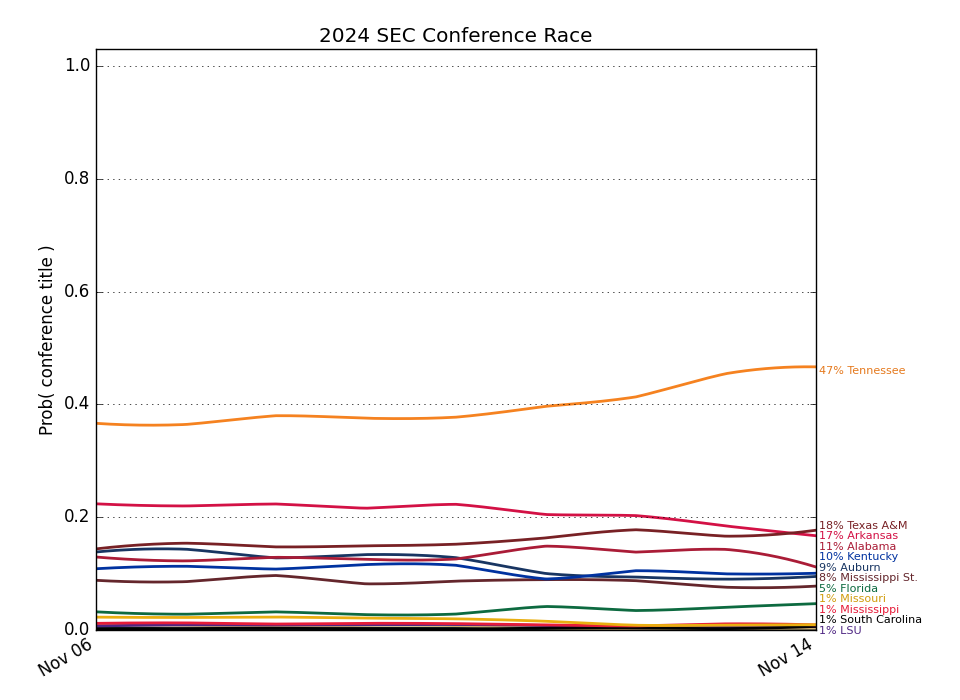 2024 SEC Conference Race
Prob( conference title )
1.0
0.8
0.6
0.4
0.2
0.0
Nov 06
Nov 14
47% Tennessee
18% Texas A&M
17% Arkansas
11% Alabama
10% Kentucky
9% Auburn
8% Mississippi St.
5% Florida
1% Missouri
1% Mississippi
1% South Carolina
1% LSU